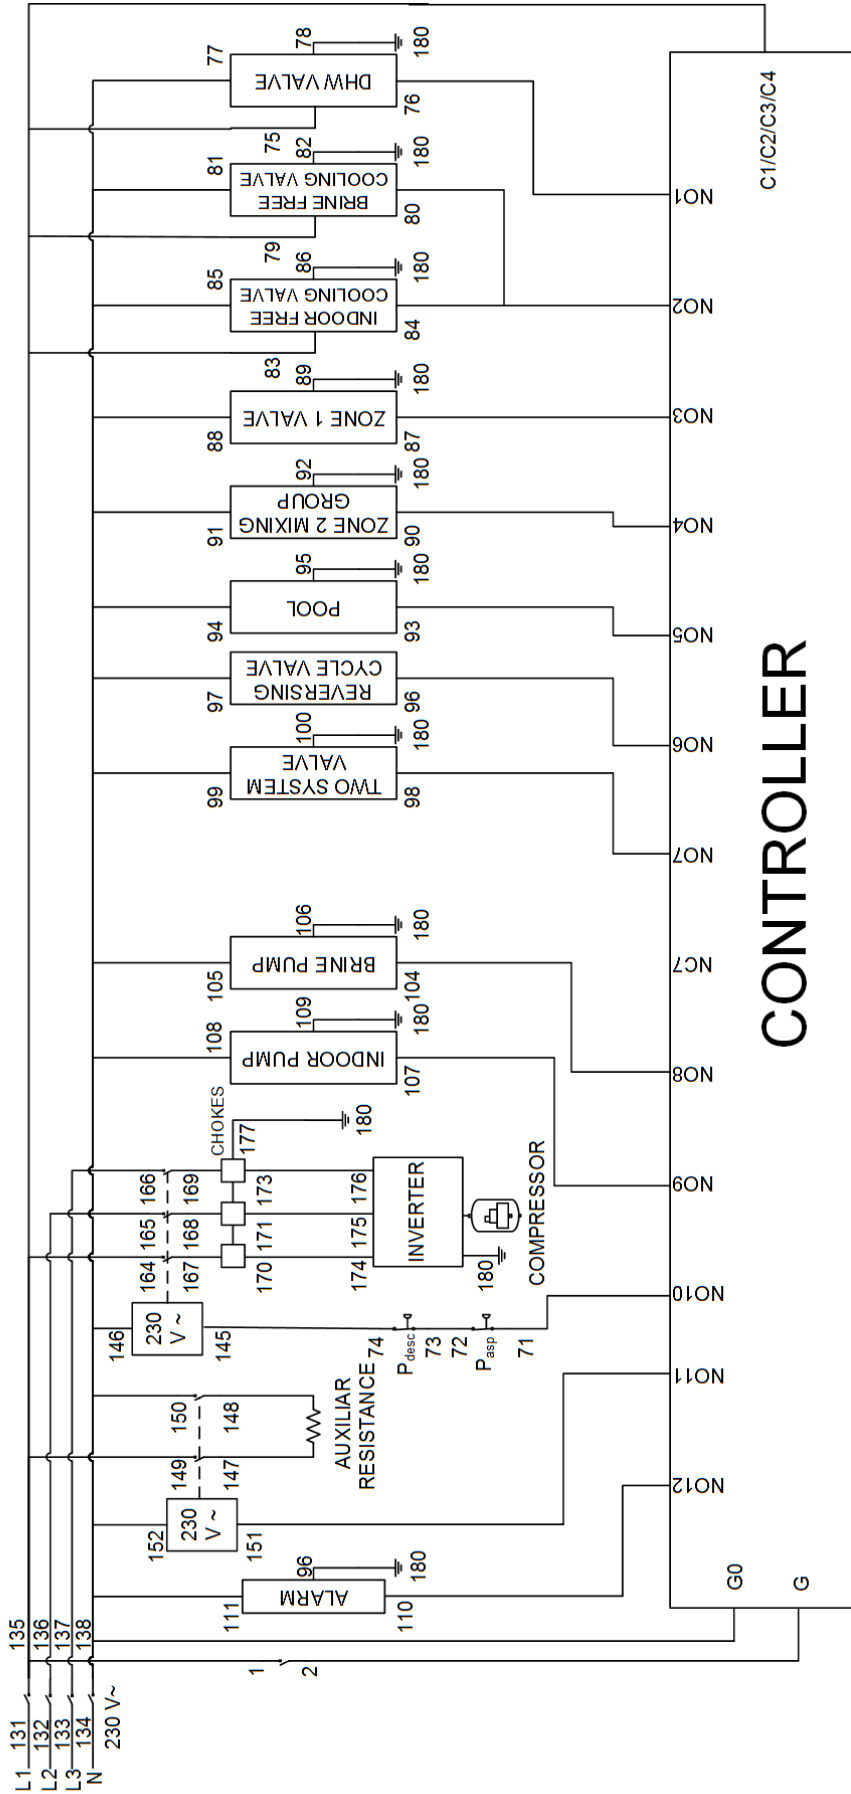 L1
131
135
L2
132
136
L3
133
137
N
134
138
230 V~
1
2
111
ALARM
96
180
110
152
230
V ~
151
149
150
147
148
AUXILIAR
RESISTANCE
146
230
V ~
145
164
165
166
167
168
169
CHOKES
177
180
170
171
173
174
175
176
INVERTER
180
COMPRESSOR
74
Pdesc
73
72
Pasp
71
108
INDOOR PUMP
109
180
107
105
BRINE PUMP
106
180
104
99
TWO SYSTEM
VALVE
100
180
98
97
REVERSING
CYCLE VALVE
96
94
POOL
95
180
93
91
ZONE 2 MIXING
GROUP
92
180
90
88
ZONE 1 VALVE
89
180
87
85
83
INDOOR FREE
COOLING VALVE
86
180
84
81
79
BRINE FREE
COOLING VALVE
82
180
80
77
75
DHW VALVE
78
180
76
G0
G
NO12
NO11
NO10
NO9
NO8
NC7
NO7
NO6
NO5
NO4
NO3
NO2
NO1
C1/C2/C3/C4
CONTROLLER